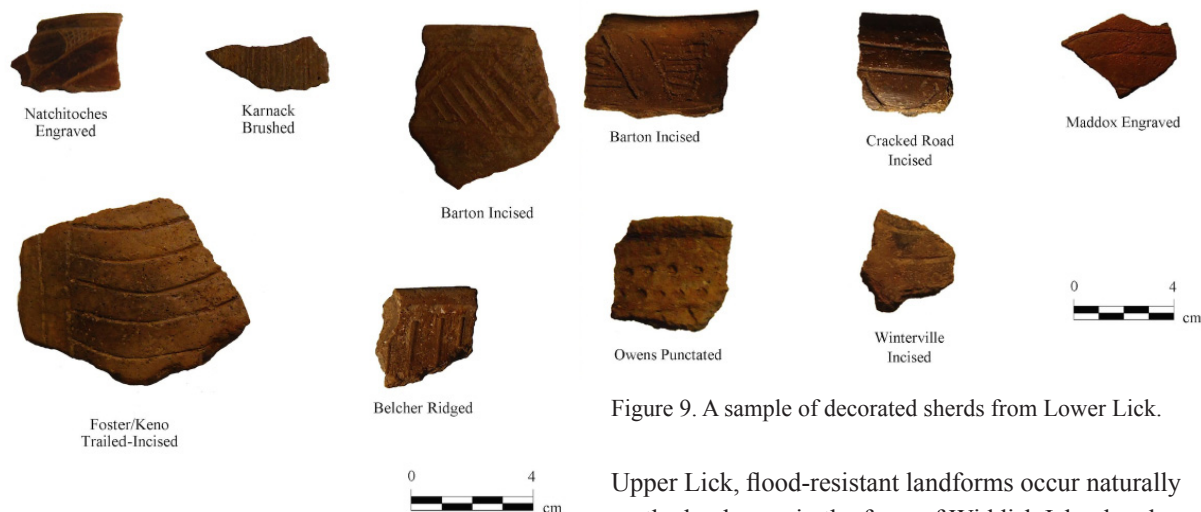 Natchitoches
Engraved
Karnack
Brushed
Barton Incised
Foster/Keno
Trailed-Incised
Belcher Ridged
0 4
cm
Barton Incised
Cracked Road
Incised
Maddox Engraved
Owens Punctated
Winterville
Incised
0 4
cm
Figure 9. A sample of decorated sherds from Lower Lick.
Upper Lick, flood-resistant landforms occur naturally